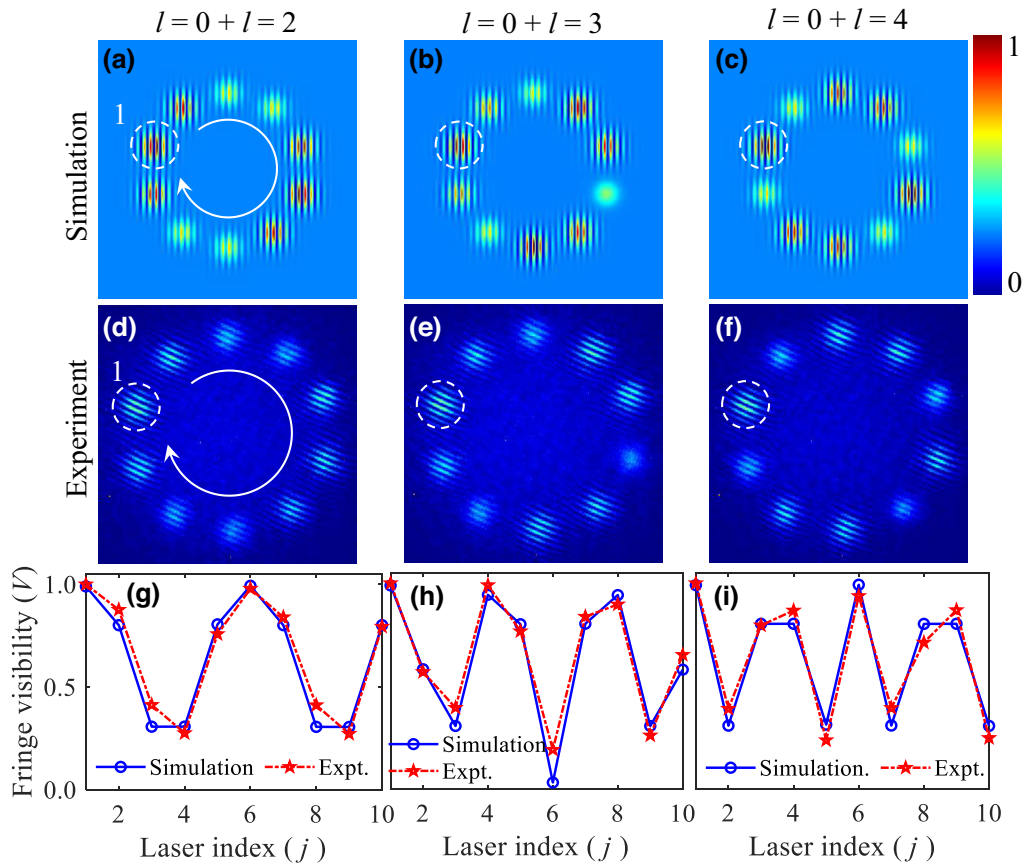 l = 0 + l = 2
l = 0 + l = 3
l = 0 + l = 4
(a)
(b)
(c)
1
1
0
Simulation
(d)
(e)
(f)
1
Experiment
(g)
(h)
(i)
1.0
0.5
0.0
Fringe visibility (V)
Simulation
Expt.
Simulation
Expt.
Simulation.
Expt.
2 4 6 8 10
2 4 6 8 10
2 4 6 8 10
Laser index ( j )
Laser index ( j )
Laser index ( j )